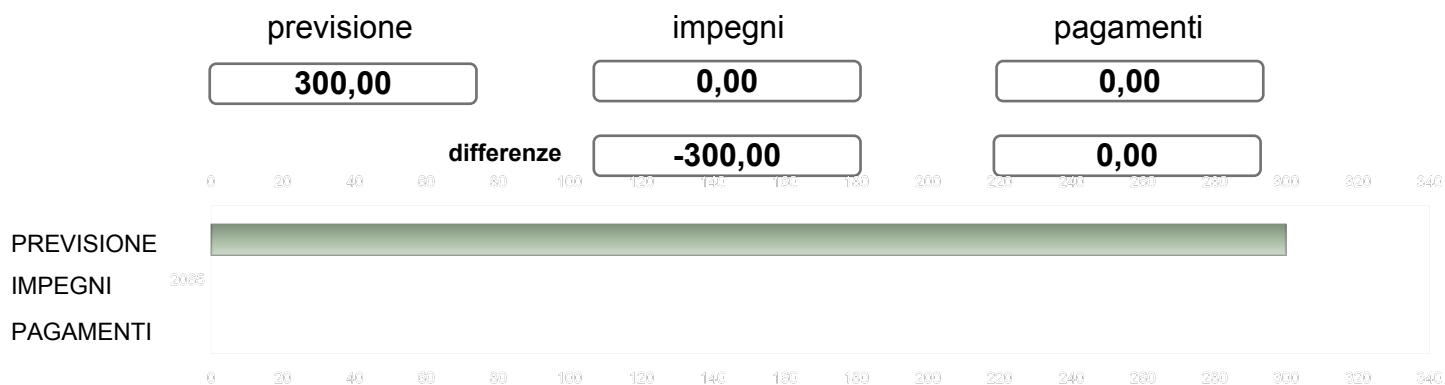 previsione impegni pagamenti
300,00 0,00 0,00
differenze -300,00 0,00
0 20 40 60 80 100 120 140 160 180 200 220 240 260 280 300 320 340
PREVISIONE
2085
IMPEGNI
PAGAMENTI
0 20 40 60 80 100 120 140 160 180 200 220 240 260 280 300 320 340